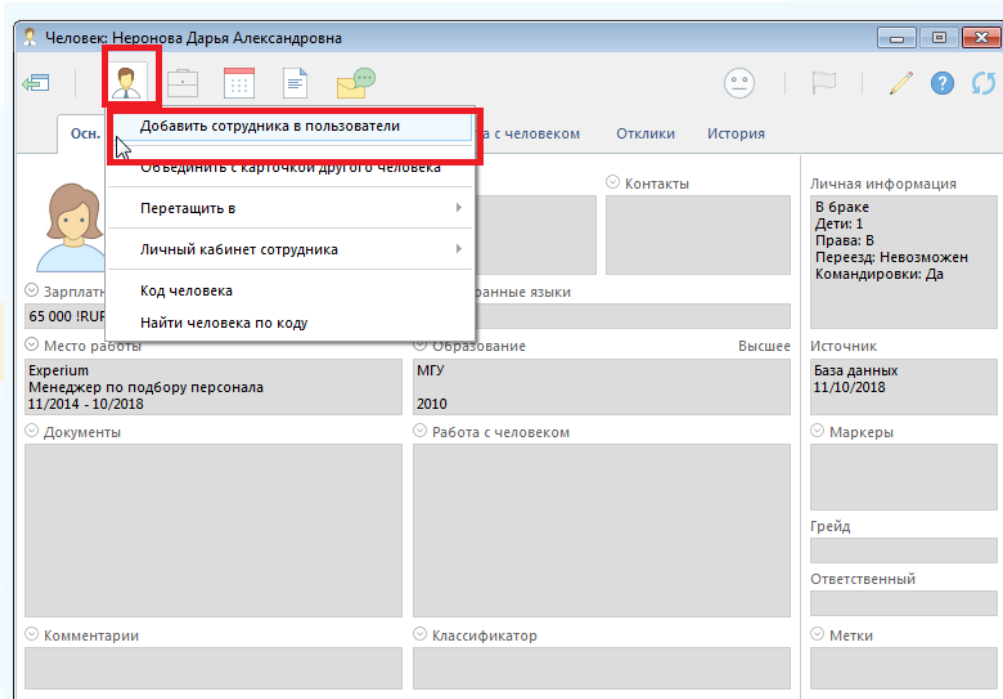 Человек: Неронова Дарья Александровна
Осн.
а с человеком
Отклики
История
Добавить сотрудника в пользователи
Объединить с карточкой другого человека
Перетащить в
Личный кабинет сотрудника
Код человека
Найти человека по коду
Контакты
Личная информация
В браке
Дети: 1
Права: B
Переезд: Невозможен
Командировки: Да
Зарплатн
ранные языки
65 000 !RUF
Место работы
Образование
Высшее
Источник
Experium
Менеджер по подбору персонала
11/2014 - 10/2018
МГУ
2010
База данных
11/10/2018
Документы
Работа с человеком
Маркеры
Грейд
Ответственный
Комментарии
Классификатор
Метки